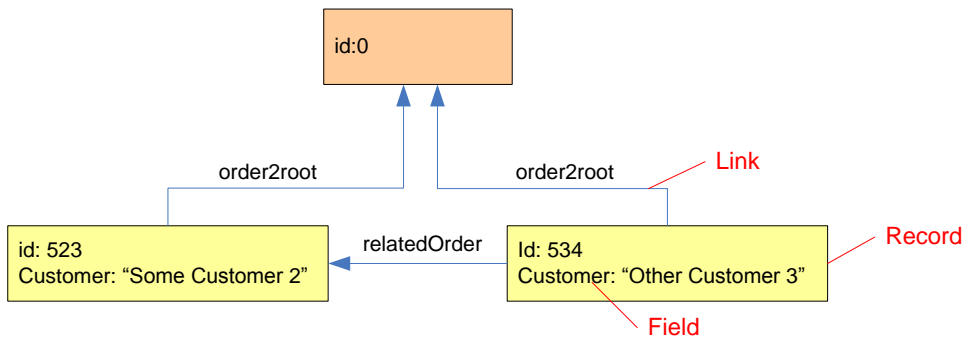 id:0
order2root
order2root
Link
id: 523
Customer: “Some Customer 2”
relatedOrder
Id: 534
Customer: “Other Customer 3”
Record
Field